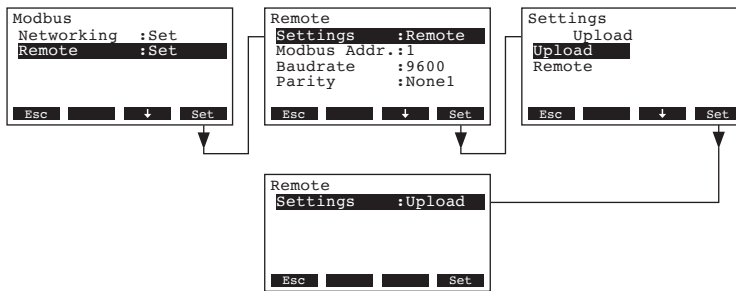 Modbus
Networking :Set
Remote :Set
Esc ↓ Set
Remote
Settings :Remote
Modbus Addr.:1
Baudrate :9600
Parity :None1
Esc ↓ Set
Settings
Upload
Upload
Remote
Esc ↓ Set
Remote
Settings :Upload
Esc Set